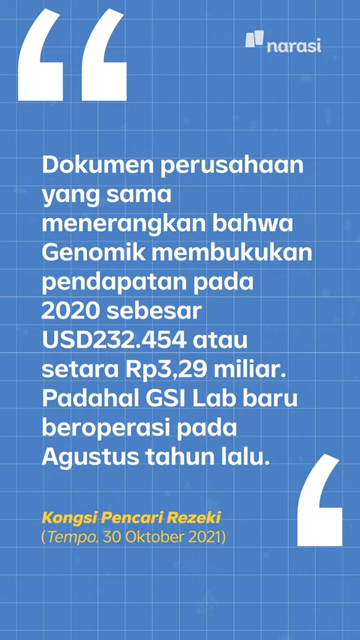 narasi
Dokumen perusahaan
yang sama
menerangkan bahwa
Genomik membukukan
pendapatan pada
2020 sebesar
USD232.454 atau
setara Rp3,29 miliar.
Padahal GSI Lab baru
beroperasi pada
Agustus tahun lalu.
Kongsi Pencari Rezeki
(Tempo, 30 Oktober 2021)